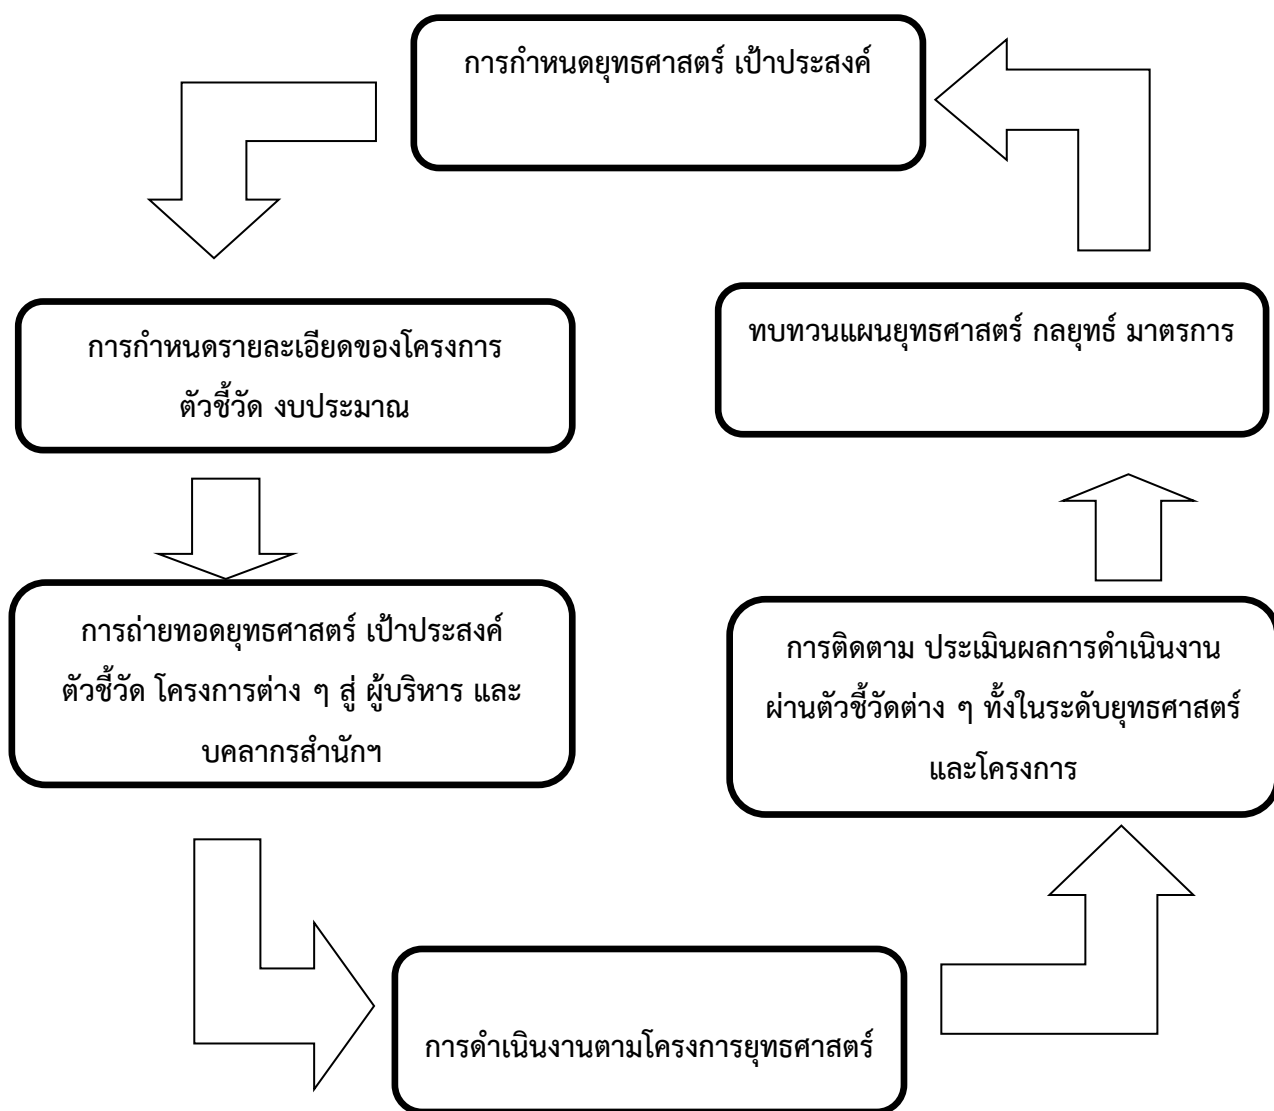 การกำหนดยุทธศาสตร์ เป้าประสงค์
การกำหนดรายละเอียดของโครงการ
ตัวชี้วัด งบประมาณ
การถ่ายทอดยุทธศาสตร์ เป้าประสงค์
ตัวชี้วัด โครงการต่าง ๆ สู่ ผู้บริหาร และ
บคลากรสำนักฯ
การดำเนินงานตามโครงการยุทธศาสตร์
การติดตาม ประเมินผลการดำเนินงาน
ผ่านตัวชี้วัดต่าง ๆ ทั้งในระดับยุทธศาสตร์
และโครงการ
ทบทวนแผนยุทธศาสตร์ กลยุทธ์ มาตรการ